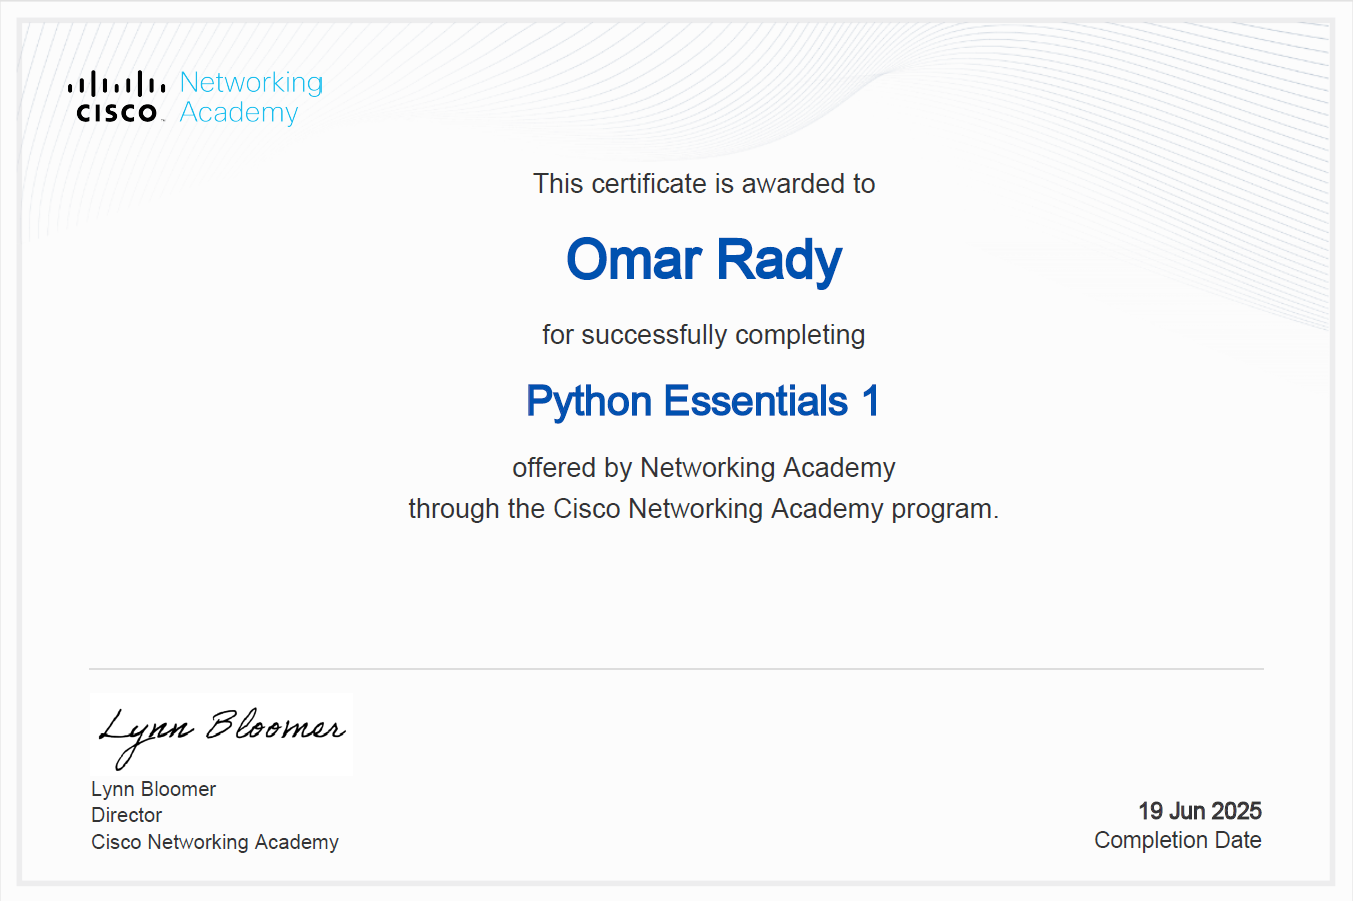 CISCO
Networking
Academy
This certificate is awarded to
Omar Rady
for successfully completing
Python Essentials 1
offered by Networking Academy
through the Cisco Networking Academy program.
Lynn Bloomer
Lynn Bloomer
Director
Cisco Networking Academy
19 Jun 2025
Completion Date